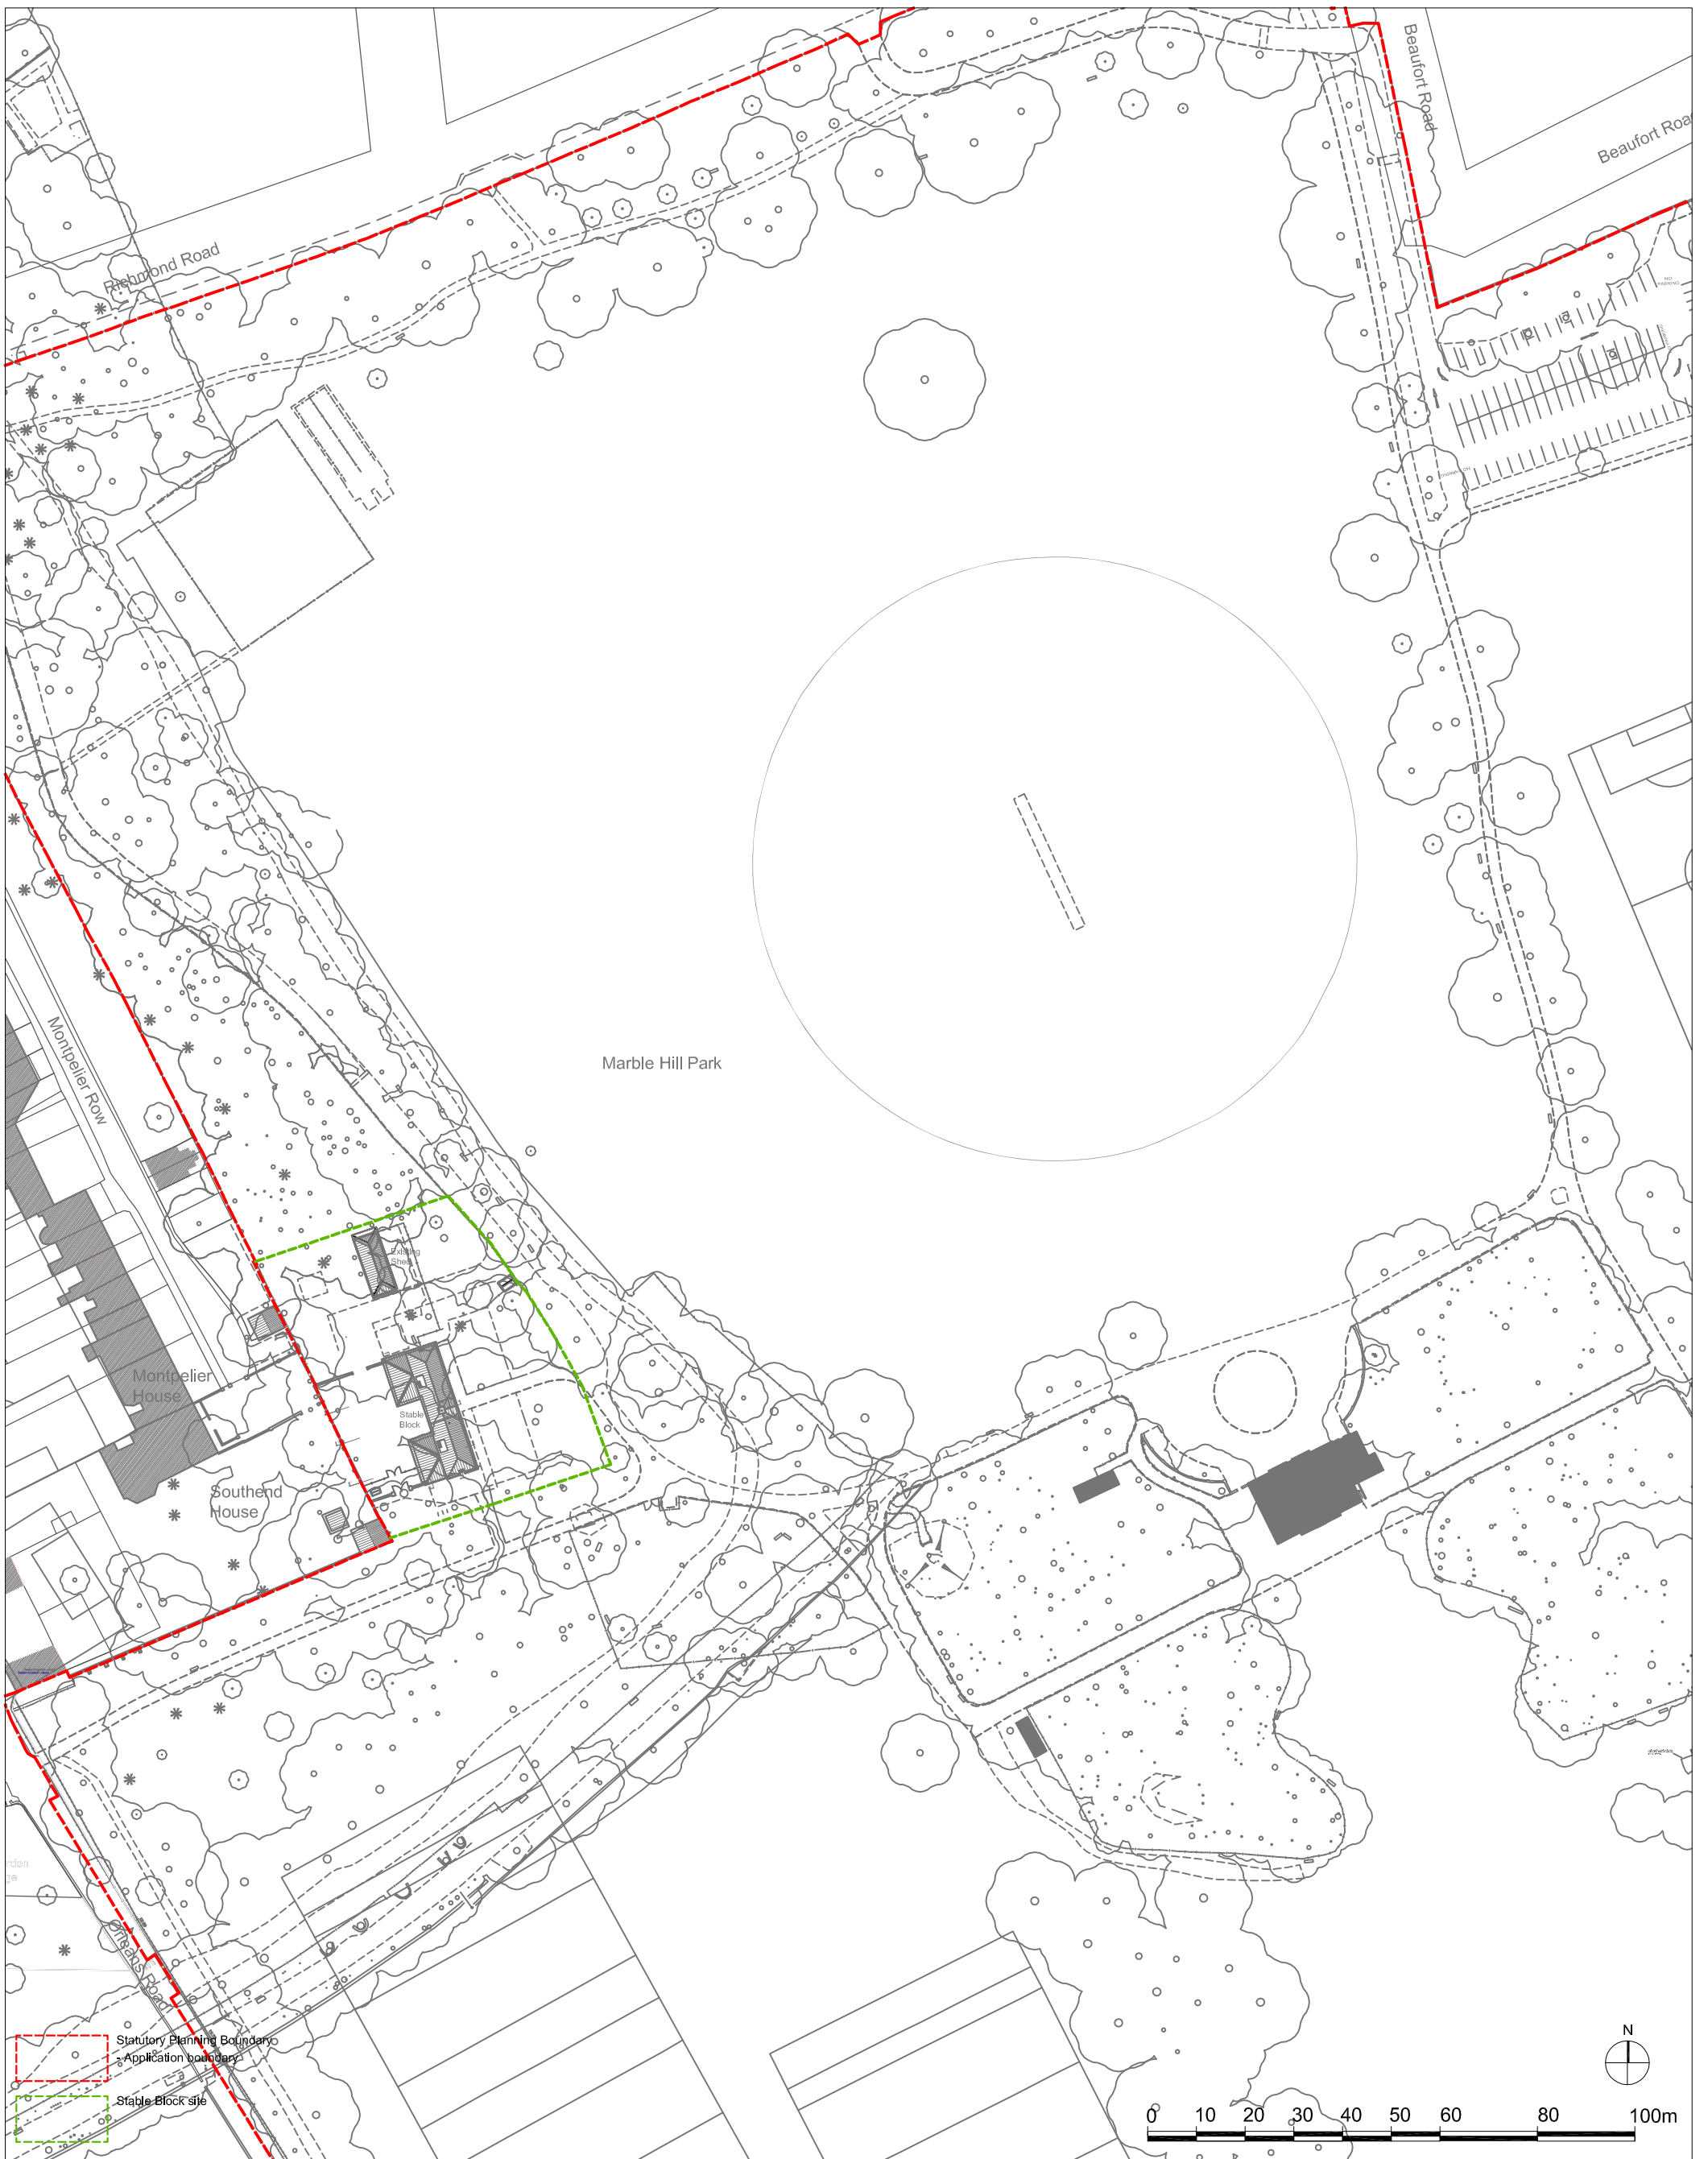 Beaufort Road
Beaufort Road
Richmond Road
NO
PARKING
Marble Hill Park
Montpelier Row
Existing
Shed
Montpelier
House
Stable
Block
Southend
House
Orleans Road
Statutory Planning Boundary
- Application boundary
Stable Block site
N
0 10 20 30 40 50 60 80 100m